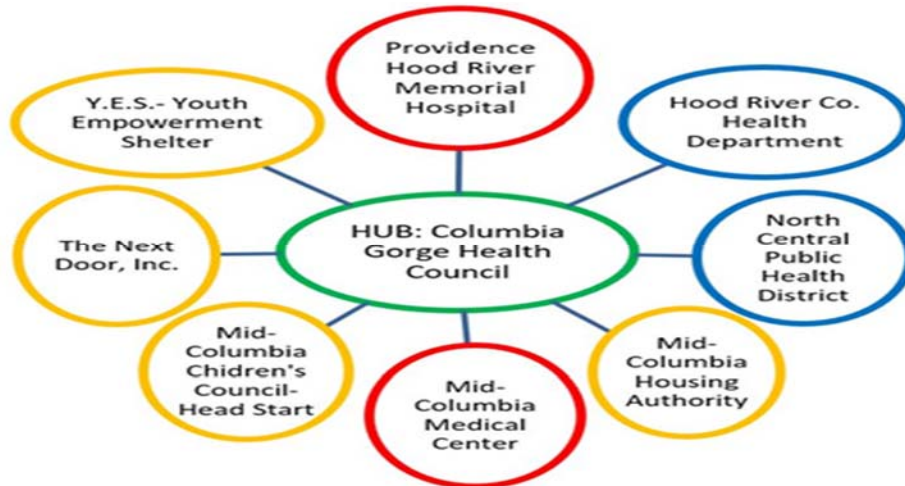 Providence
Hood River
Memorial
Hospital
Y.E.S.- Youth
Empowerment
Shelter
Hood River Co.
Health
Department
The Next
Door, Inc.
HUB: Columbia
Gorge Health
Council
North
Central
Public
Health
District
Mid-
Columbia
Chidren's
Council-
Head Start
Mid-
Columbia
Medical
Center
Mid-
Columbia
Housing
Authority